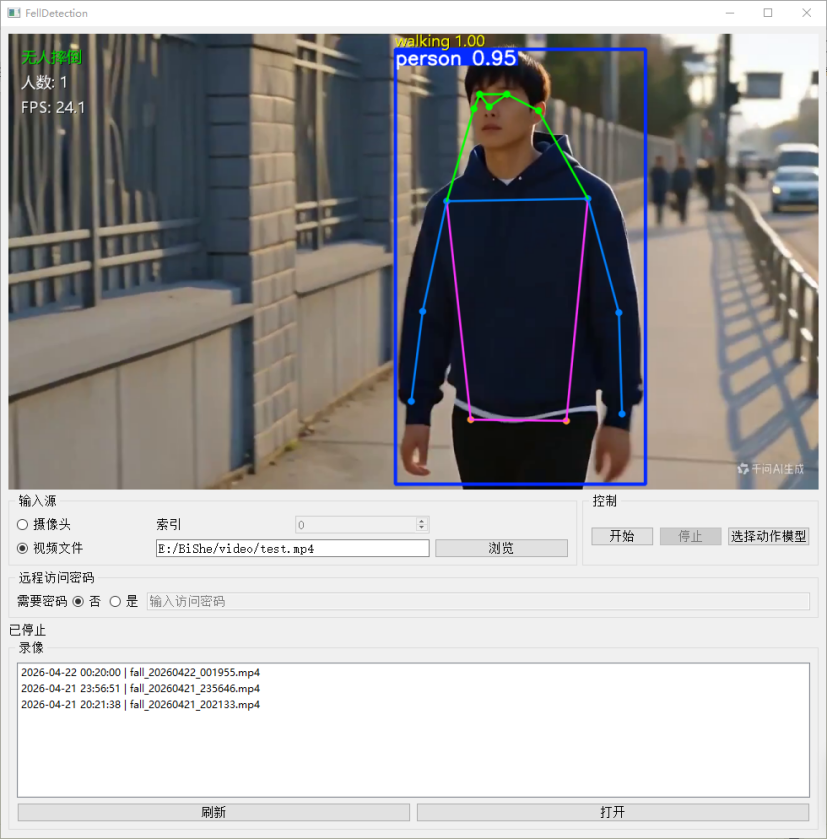 FellDetection
walking 1.00
无人摔倒
person 0.95
人数: 1
FPS: 24.1
千问AI生成
输入源
控制
摄像头
索引
0
开始
停止
选择动作模型
视频文件
E:/BiShe/video/test.mp4
浏览
远程访问密码
需要密码
否
是
输入访问密码
已停止
录像
2026-04-22 00:20:00 | fall_20260422_001955.mp4
2026-04-21 23:56:51 | fall_20260421_235646.mp4
2026-04-21 20:21:38 | fall_20260421_202133.mp4
刷新
打开